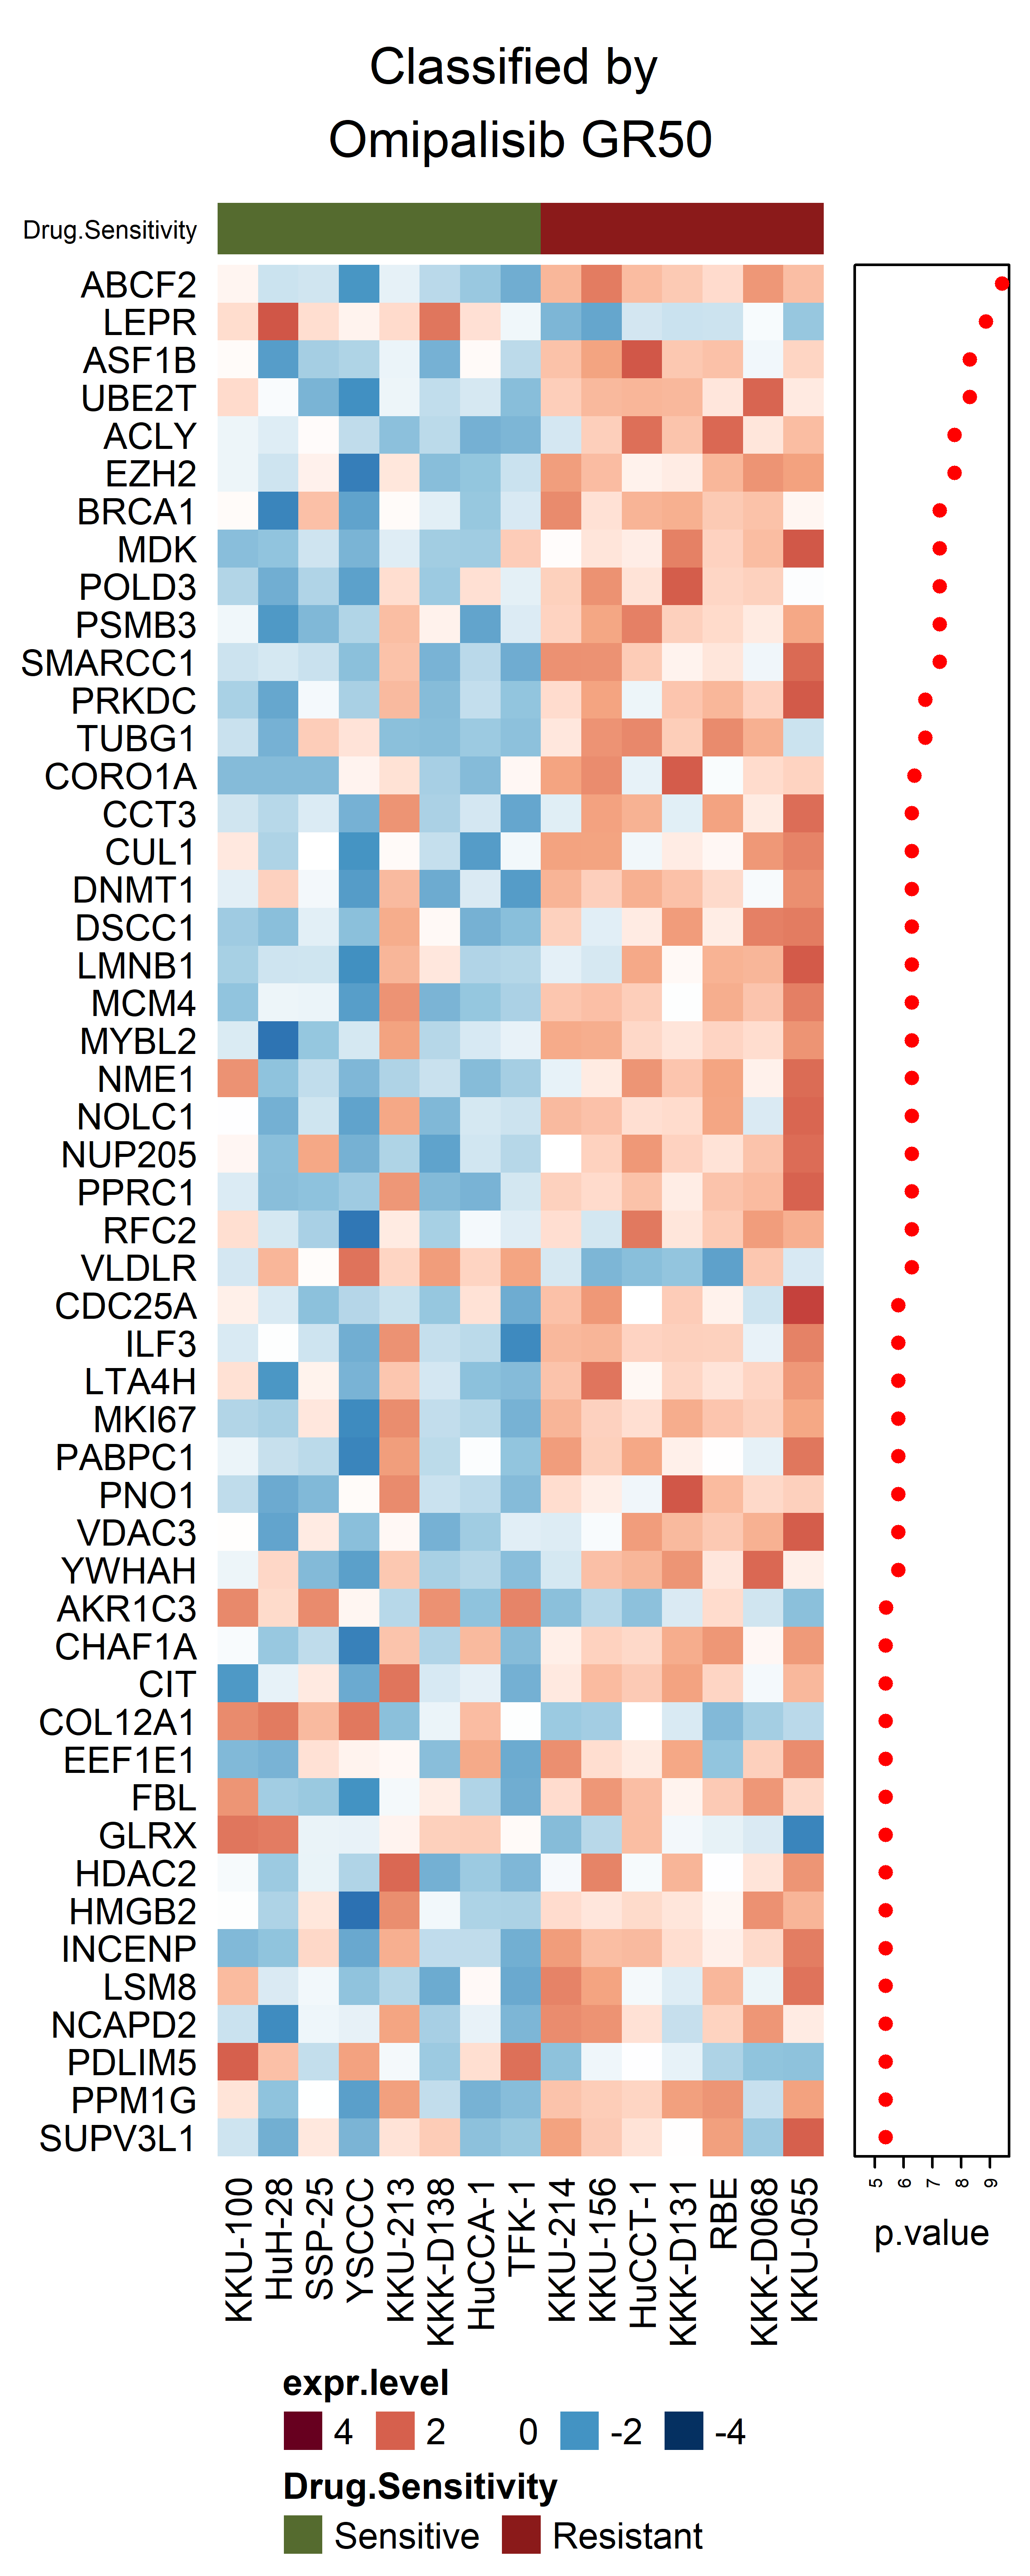 Classified by
Omipalisib GR50
Drug.Sensitivity
ABCF2
LEPR
ASF1B
UBE2T
ACLY
EZH2
BRCA1
MDK
POLD3
PSMB3
SMARCC1
PRKDC
TUBG1
CORO1A
CCT3
CUL1
DNMT1
DSCC1
LMNB1
MCM4
MYBL2
NME1
NOLC1
NUP205
PPRC1
RFC2
VLDLR
CDC25A
ILF3
LTA4H
MKI67
PABPC1
PNO1
VDAC3
YWHAH
AKR1C3
CHAF1A
CIT
COL12A1
EEF1E1
FBL
GLRX
HDAC2
HMGB2
INCENP
LSM8
NCAPD2
PDLIM5
PPM1G
SUPV3L1
KKU-100
HuH-28
SSP-25
YSCCC
KKU-213
KKK-D138
HuCCA-1
TFK-1
KKU-214
KKU-156
HuCCT-1
KKK-D131
RBE
KKK-D068
KKU-055
5 6 7 8 9
p.value
expr.level
4 2 0 -2 -4
Drug.Sensitivity
Sensitive Resistant